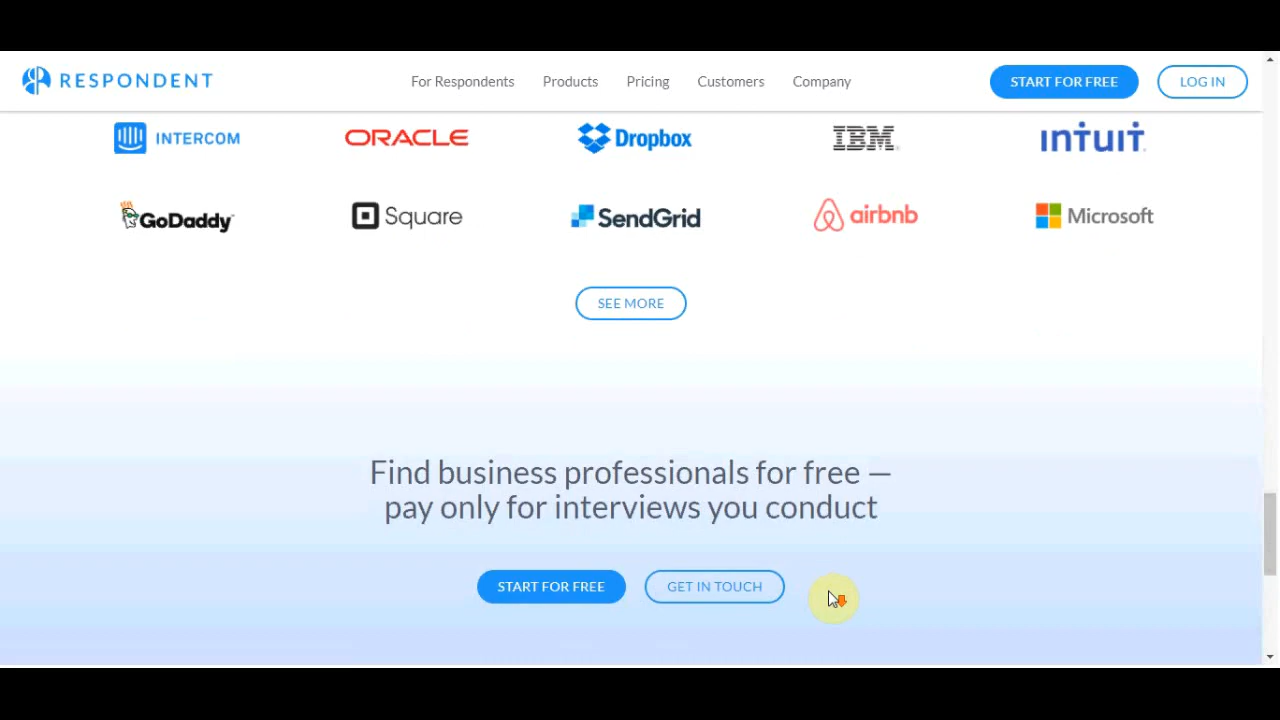 RESPONDENT For Respondents Products Pricing Customers Company START FOR FREE LOG IN
INTERCOM ORACLE Dropbox IBM intuit
GoDaddy Square SendGrid airbnb Microsoft
SEE MORE
Find business professionals for free —
pay only for interviews you conduct
START FOR FREE GET IN TOUCH